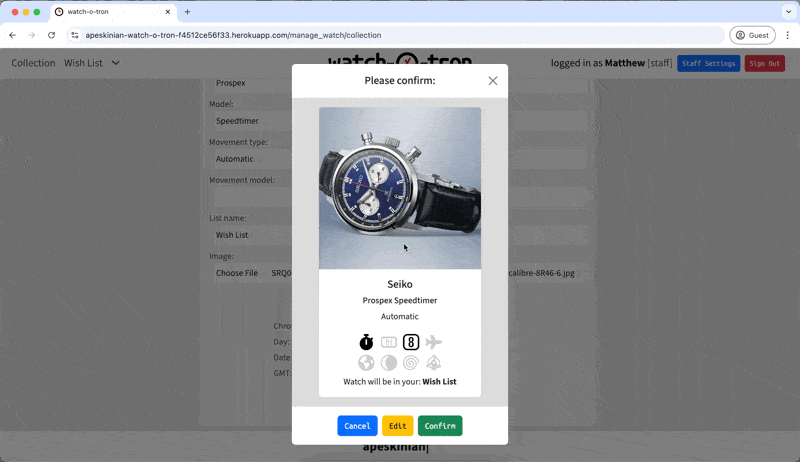 watch-o-tron
apeskinian-watch-o-tron-f4512ce56f33.herokuapp.com/manage_watch/collection
Guest
Collection Wish List
watch-o-tron
logged in as Matthew [staff]
Staff Settings
Sign Out
Prospex
Model:
Speedtimer
Movement type:
Automatic
Movement model:
List name:
Wish List
Image:
Choose File SRQ0
calibre-8R46-6.jpg
Chro
Day:
Date
GMT:
Please confirm:
SEIKO
Seiko
Prospex Speedtimer
Automatic
8
Watch will be in your: Wish List
Cancel Edit Confirm
apeskinian